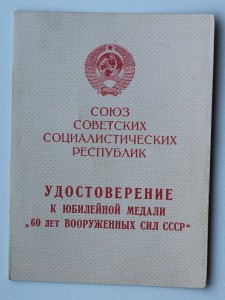 СОЮЗ
СОВЕТСКИХ
СОЦИАЛИСТИЧЕСКИХ
РЕСПУБЛИК
УДОСТОВЕРЕНИЕ
К ЮБИЛЕЙНОЙ МЕДАЛИ
„60 ЛЕТ ВООРУЖЕННЫХ СИЛ СССР“